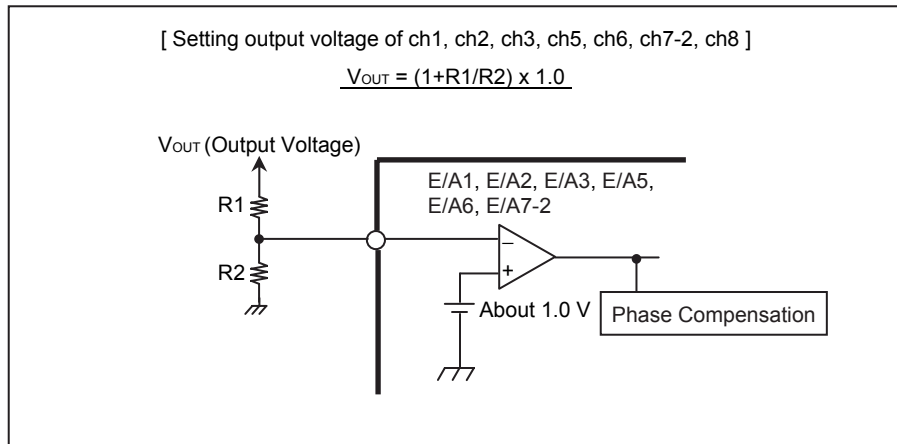 [ Setting output voltage of ch1, ch2, ch3, ch5, ch6, ch7-2, ch8 ]
VOUT = (1+R1/R2) x 1.0
VOUT (Output Voltage)
E/A1, E/A2, E/A3, E/A5,
E/A6, E/A7-2
R1
R2
−
+
About 1.0 V
Phase Compensation